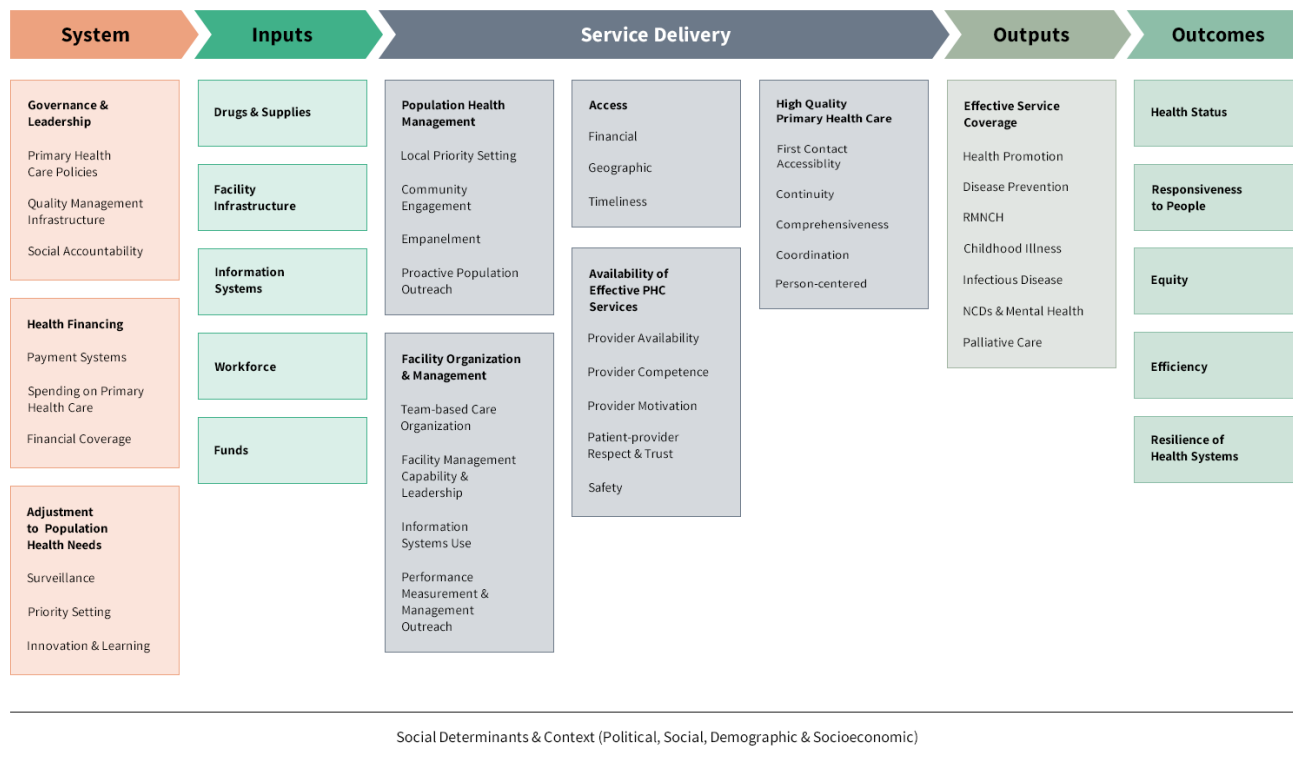 System
Inputs
Service Delivery
Outputs
Outcomes
Governance &
Leadership
Primary Health
Care Policies
Quality Management
Infrastructure
Social Accountability
Health Financing
Payment Systems
Spending on Primary
Health Care
Financial Coverage
Adjustment
to Population
Health Needs
Surveillance
Priority Setting
Innovation & Learning
Drugs & Supplies
Facility
Infrastructure
Information
Systems
Workforce
Funds
Population Health
Management
Local Priority Setting
Community
Engagement
Empanelment
Proactive Population
Outreach
Facility Organization
& Management
Team-based Care
Organization
Facility Management
Capability &
Leadership
Information
Systems Use
Performance
Measurement &
Management
Outreach
Access
Financial
Geographic
Timeliness
Availability of
Effective PHC
Services
Provider Availability
Provider Competence
Provider Motivation
Patient-provider
Respect & Trust
Safety
High Quality
Primary Health Care
First Contact
Accessiblity
Continuity
Comprehensiveness
Coordination
Person-centered
Effective Service
Coverage
Health Promotion
Disease Prevention
RMNCH
Childhood Illness
Infectious Disease
NCDs & Mental Health
Palliative Care
Health Status
Responsiveness
to People
Equity
Efficiency
Resilience of
Health Systems
Social Determinants & Context (Political, Social, Demographic & Socioeconomic)